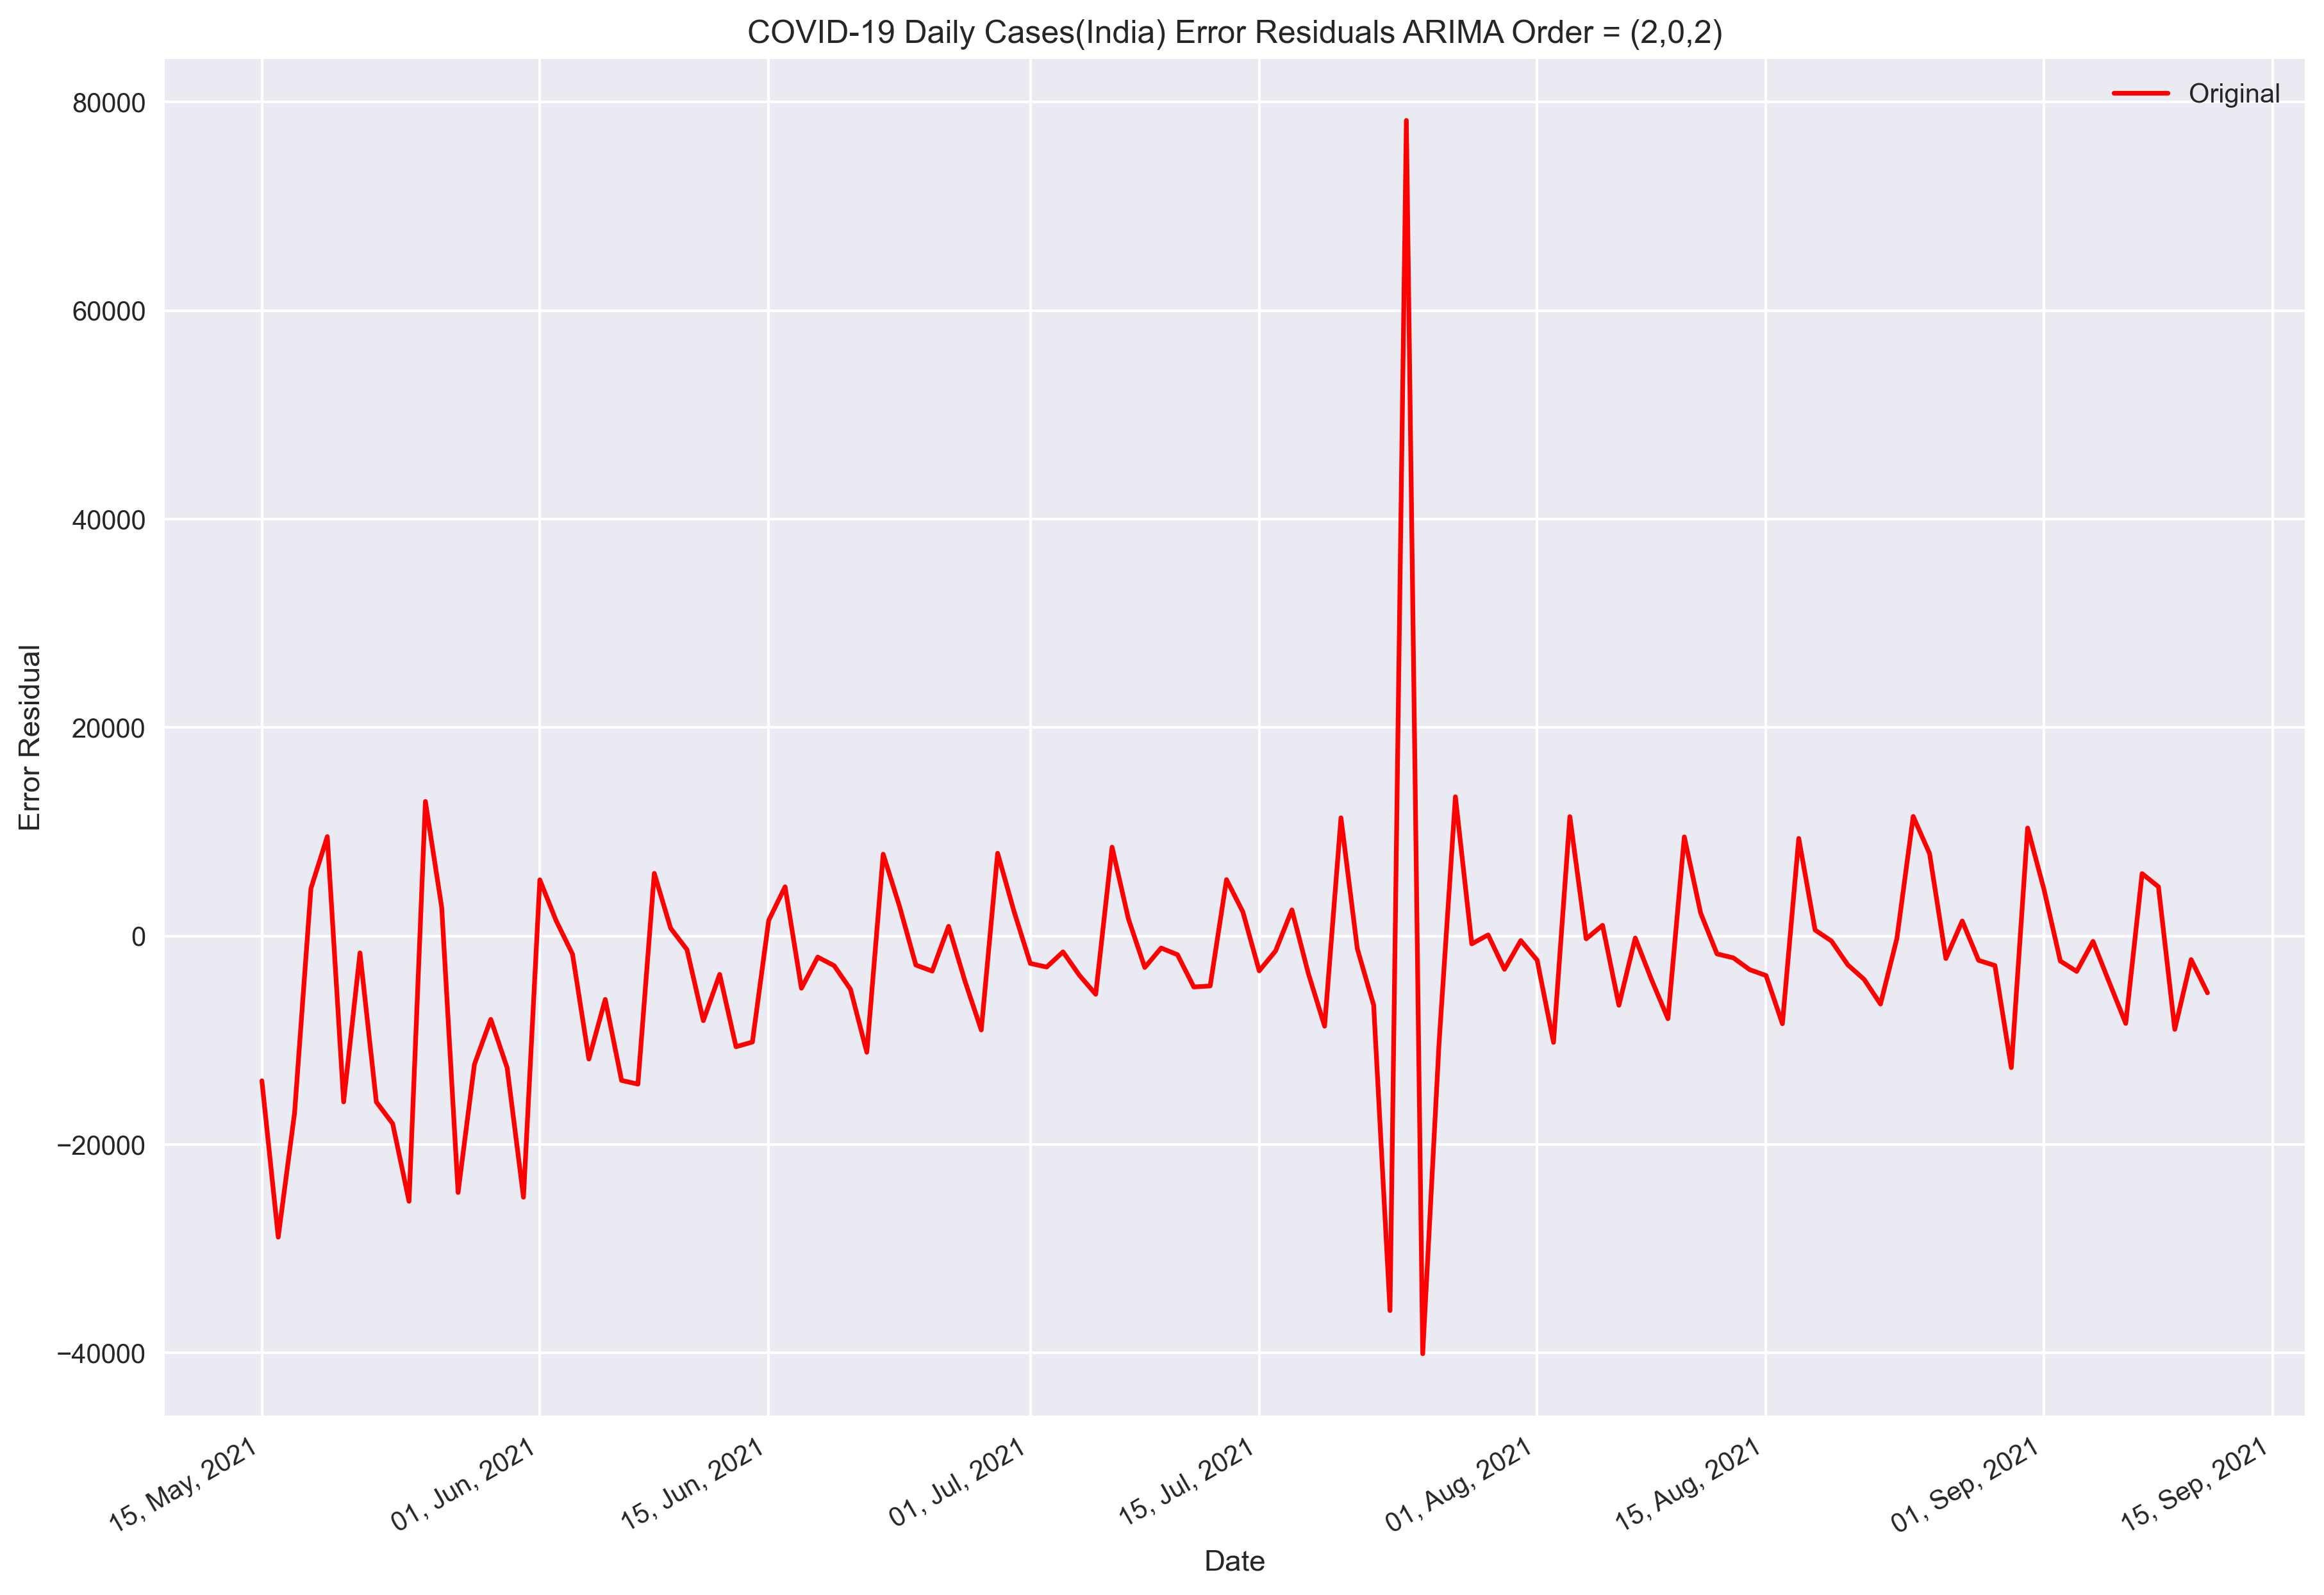 COVID-19 Daily Cases(India) Error Residuals ARIMA Order = (2,0,2)
Original
80000
60000
40000
20000
0
−20000
−40000
Error Residual
15, May, 2021
01, Jun, 2021
15, Jun, 2021
01, Jul, 2021
15, Jul, 2021
01, Aug, 2021
15, Aug, 2021
01, Sep, 2021
15, Sep, 2021
Date